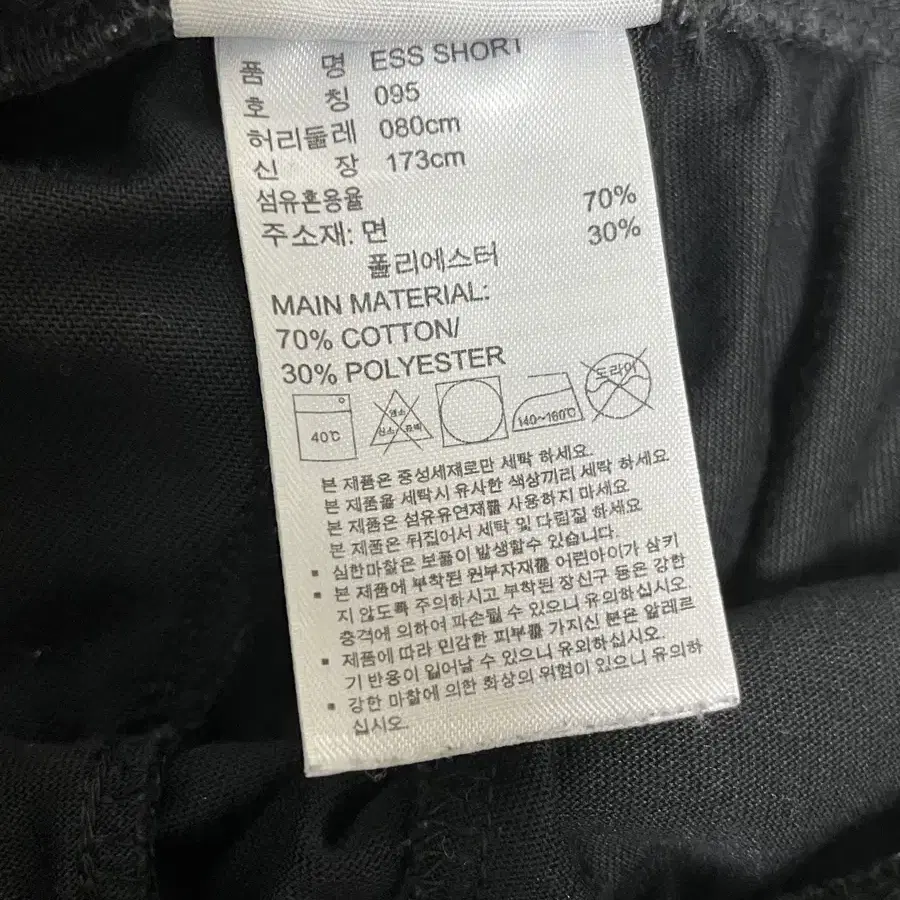 품 명 ESS SHORT
호 칭 095
허리둘레 080cm
신 장 173cm
섬유혼용율
주소재: 면 70%
폴리에스터 30%
MAIN MATERIAL:
70% COTTON/
30% POLYESTER
40℃ 염소 산소표백 140~160℃ 드라이
본 제품은 중성세제로만 세탁 하세요.
본 제품을 세탁시 유사한 색상끼리 세탁 하세요.
본 제품은 섬유유연제를 사용하지 마세요
본 제품은 뒤집어서 세탁 및 다림질 하세요
▪ 심한마찰은 보풀이 발생할수 있습니다.
▪ 본 제품에 부착된 원부자재를 어린아이가 삼키
지 않도록 주의하시고 부착된 장신구 등은 강한
충격에 의하여 파손될 수 있으니 유의하십시오.
▪ 제품에 따라 민감한 피부를 가지신 분은 알레르
기 반응이 일어날 수 있으니 유의하십시오.
▪ 강한 마찰에 의한 화상의 위험이 있으니 유의하
십시오.